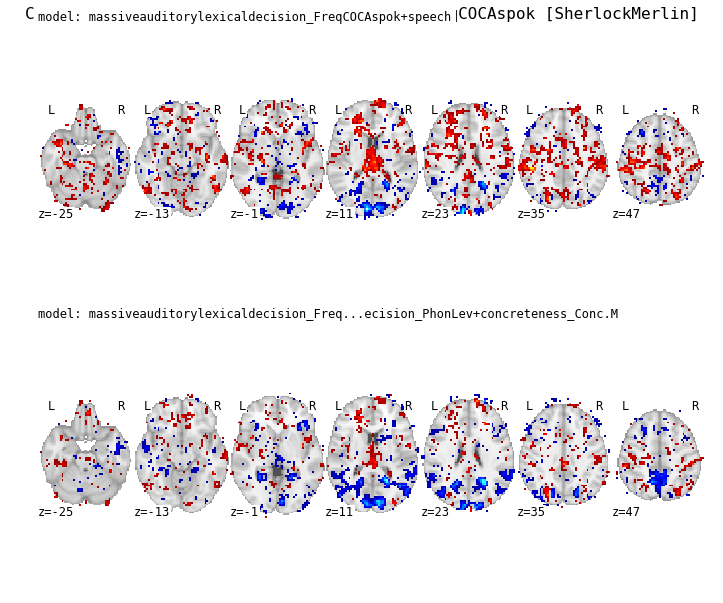 C model: massiveauditorylexicaldecision_FreqCOCAspok+speech|COCAspok [SherlockMerlin]
L R L R L R L R L R L R L R
z=-25 z=-13 z=-1 z=11 z=23 z=35 z=47
model: massiveauditorylexicaldecision_Freq...ecision_PhonLev+concreteness_Conc.M
L R L R L R L R L R L R L R
z=-25 z=-13 z=-1 z=11 z=23 z=35 z=47